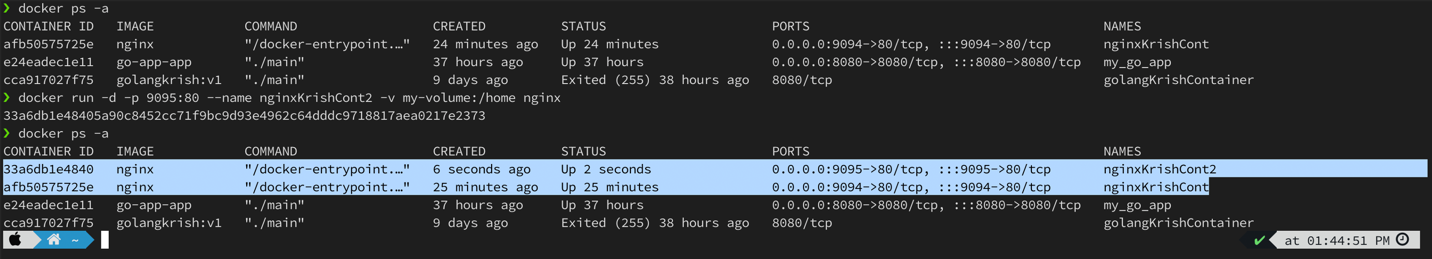 ❯ docker ps -a
CONTAINER ID   IMAGE             COMMAND                  CREATED          STATUS                      PORTS                                       NAMES
afb50575725e   nginx             "/docker-entrypoint.…"   24 minutes ago   Up 24 minutes               0.0.0.0:9094->80/tcp, :::9094->80/tcp       nginxKrishCont
e24eadec1e11   go-app-app        "./main"                 37 hours ago     Up 37 hours                 0.0.0.0:8080->8080/tcp, :::8080->8080/tcp   my_go_app
cca917027f75   golangkrish:v1    "./main"                 9 days ago       Exited (255) 38 hours ago   8080/tcp                                    golangKrishContainer
❯ docker run -d -p 9095:80 --name nginxKrishCont2 -v my-volume:/home nginx
33a6db1e48405a90c8452cc71f9bc9d93e4962c64dddc9718817aea0217e2373
❯ docker ps -a
CONTAINER ID   IMAGE             COMMAND                  CREATED          STATUS                      PORTS                                       NAMES
33a6db1e4840   nginx             "/docker-entrypoint.…"   6 seconds ago    Up 2 seconds                0.0.0.0:9095->80/tcp, :::9095->80/tcp       nginxKrishCont2
afb50575725e   nginx             "/docker-entrypoint.…"   25 minutes ago   Up 25 minutes               0.0.0.0:9094->80/tcp, :::9094->80/tcp       nginxKrishCont
e24eadec1e11   go-app-app        "./main"                 37 hours ago     Up 37 hours                 0.0.0.0:8080->8080/tcp, :::8080->8080/tcp   my_go_app
cca917027f75   golangkrish:v1    "./main"                 9 days ago       Exited (255) 38 hours ago   8080/tcp                                    golangKrishContainer
~ ✔ at 01:44:51 PM